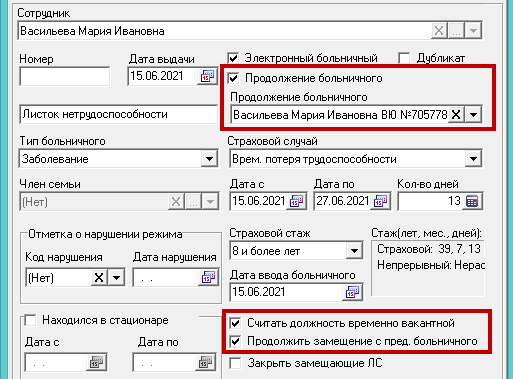 Сотрудник
Васильева Мария Ивановна
Номер
Дата выдачи
15.06.2021
Электронный больничный
Дубликат
Продолжение больничного
Продолжение больничного
Васильева Мария Ивановна ВЮ №705778
Листок нетрудоспособности
Тип больничного
Заболевание
Страховой случай
Врем. потеря трудоспособности
Член семьи
(Нет)
Дата с
15.06.2021
Дата по
27.06.2021
Кол-во дней
13
Отметка о нарушении режима
Код нарушения
(Нет)
Дата нарушения
. .
Страховой стаж
8 и более лет
Дата ввода больничного
15.06.2021
Стаж(лет, мес., дней):
Страховой: 39, 7, 13
Непрерывный: Нерас
Находился в стационаре
Дата с
. .
Дата по
. .
Считать должность временно вакантной
Продолжить замещение с пред. больничного
Закрыть замещающие ЛС